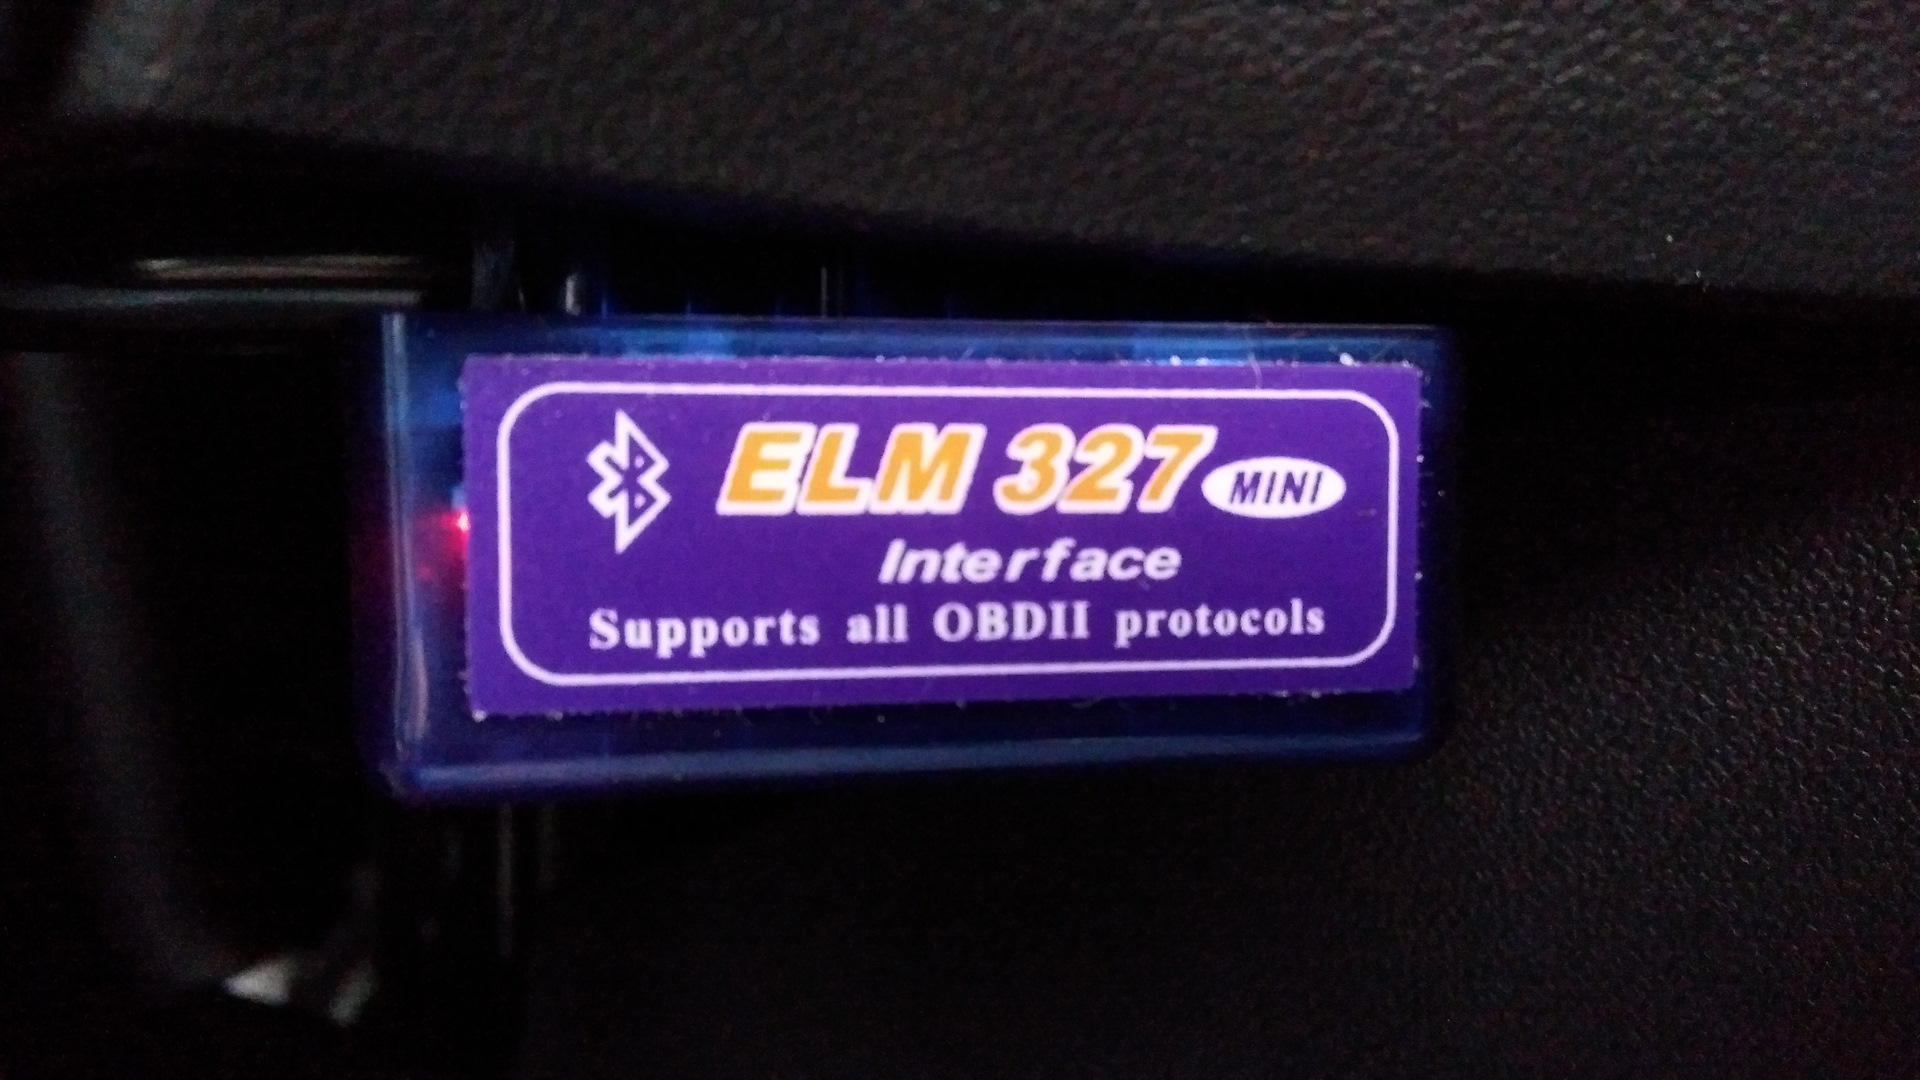 ELM 327 MINI
Interface
Supports all OBDII protocols